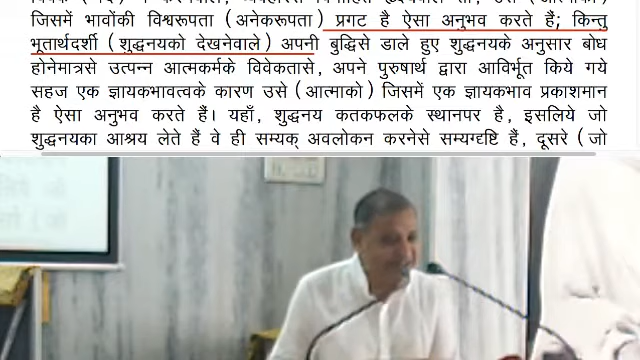 जिसमें भावोंकी विश्वरूपता (अनेकरूपता) प्रगट है ऐसा अनुभव करते हैं; किन्तु
भूतार्थदर्शी (शुद्धनयको देखनेवाले) अपनी बुद्धिसे डाले हुए शुद्धनयके अनुसार बोध
होनेमात्रसे उत्पन्न आत्मकर्मके विवेकतासे, अपने पुरुषार्थ द्वारा आविर्भूत किये गये
सहज एक ज्ञायकभावत्वके कारण उसे (आत्माको) जिसमें एक ज्ञायकभाव प्रकाशमान
है ऐसा अनुभव करते हैं। यहाँ, शुद्धनय कतकफलके स्थानपर है, इसलिये जो
शुद्धनयका आश्रय लेते हैं वे ही सम्यक् अवलोकन करनेसे सम्यग्दृष्टि हैं, दूसरे (जो